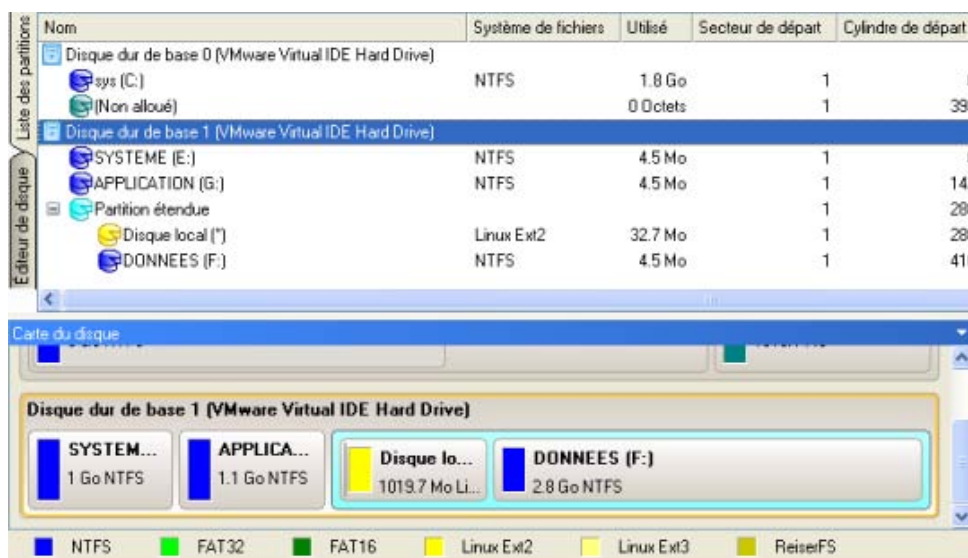 Liste des partitions
Éditeur de disque
Nom Système de fichiers Utilisé Secteur de départ Cylindre de départ
Disque dur de base 0 (VMware Virtual IDE Hard Drive)
sys (C:) NTFS 1.8 Go 1
(Non alloué) 0 Octets 1 39
Disque dur de base 1 (VMware Virtual IDE Hard Drive)
SYSTEME (E:) NTFS 4.5 Mo 1
APPLICATION (G:) NTFS 4.5 Mo 1 14
Partition étendue 1 28
Disque local (*) Linux Ext2 32.7 Mo 1 28
DONNEES (F:) NTFS 4.5 Mo 1 41
Carte du disque
Disque dur de base 1 (VMware Virtual IDE Hard Drive)
SYSTEM... APPLICA... Disque lo... DONNEES (F:)
1 Go NTFS 1.1 Go NTFS 1019.7 Mo Li... 2.8 Go NTFS
NTFS FAT32 FAT16 Linux Ext2 Linux Ext3 ReiserFS